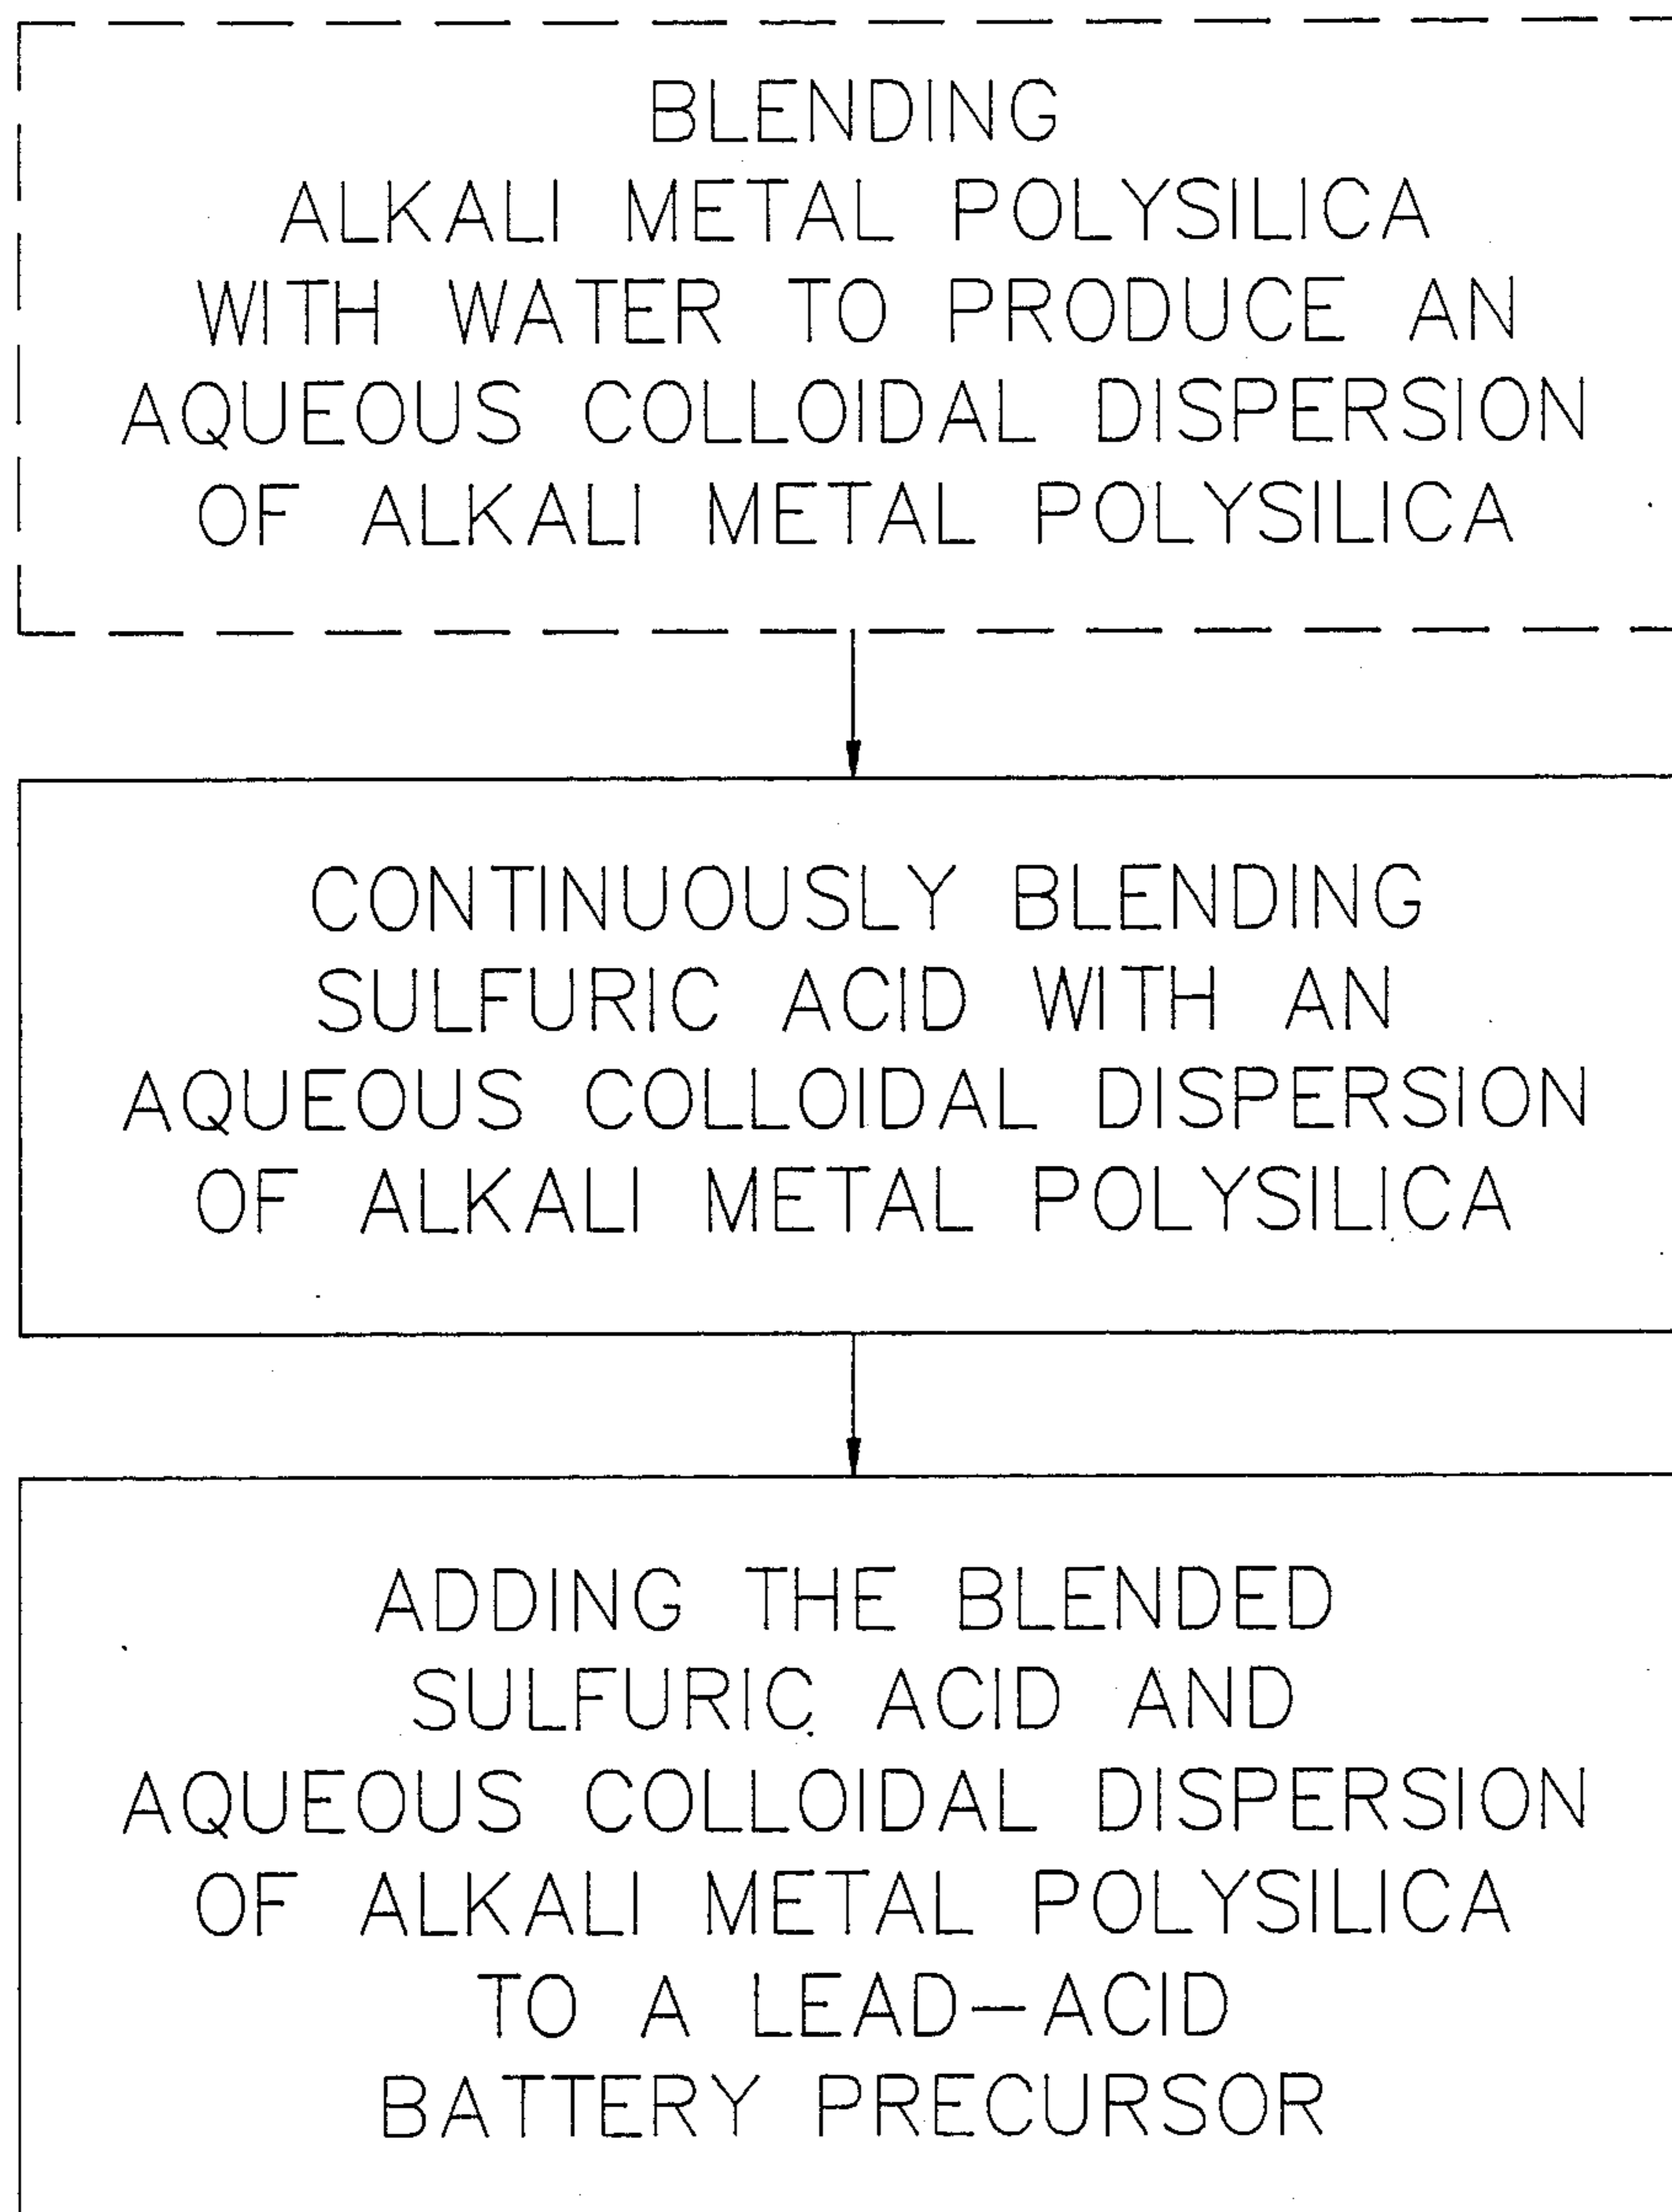 BLENDING
ALKALI METAL POLYSILICA
WITH WATER TO PRODUCE AN
AQUEOUS COLLOIDAL DISPERSION
OF ALKALI METAL POLYSILICA
CONTINUOUSLY BLENDING
SULFURIC ACID WITH AN
AQUEOUS COLLOIDAL DISPERSION
OF ALKALI METAL POLYSILICA
ADDING THE BLENDED
SULFURIC ACID AND
AQUEOUS COLLOIDAL DISPERSION
OF ALKALI METAL POLYSILICA
TO A LEAD–ACID
BATTERY PRECURSOR